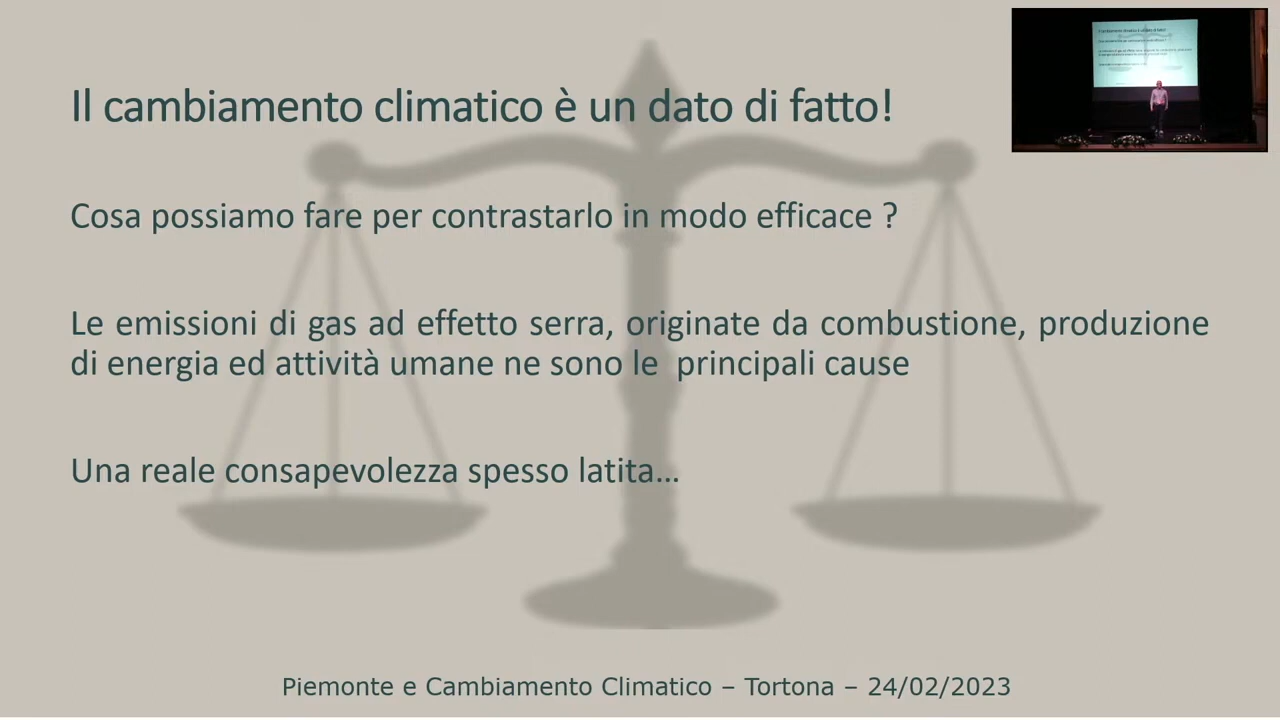 Il cambiamento climatico è un dato di fatto!
Cosa possiamo fare per contrastarlo in modo efficace ?
Le emissioni di gas ad effetto serra, originate da combustione, produzione
di energia ed attività umane ne sono le  principali cause
Una reale consapevolezza spesso latita…
Piemonte e Cambiamento Climatico – Tortona – 24/02/2023